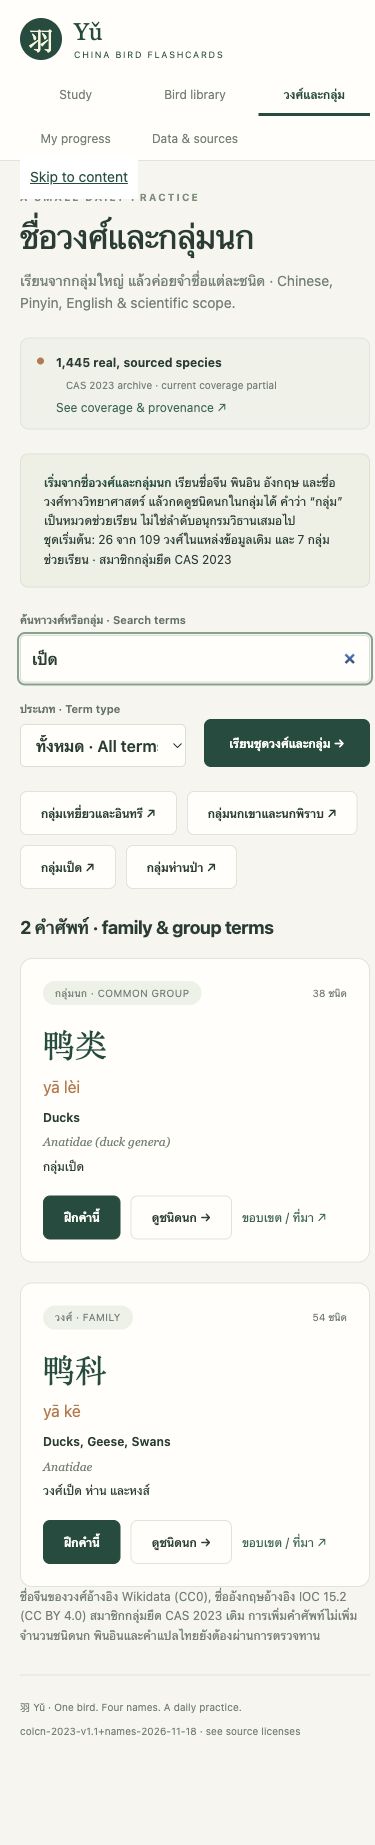 羽
Yǔ
CHINA BIRD FLASHCARDS
Study
Bird library
วงศ์และกลุ่ม
My progress
Data & sources
Skip to content
A SMALL DAILY PRACTICE
ชื่อวงศ์และกลุ่มนก
เรียนจากกลุ่มใหญ่ แล้วค่อยจำชื่อแต่ละชนิด · Chinese,
Pinyin, English & scientific scope.
1,445 real, sourced species
CAS 2023 archive · current coverage partial
See coverage & provenance ↗
เริ่มจากชื่อวงศ์และกลุ่มนก เรียนชื่อจีน พินอิน อังกฤษ และชื่อ
วงศ์ทางวิทยาศาสตร์ แล้วกดดูชนิดนกในกลุ่มได้ คำว่า “กลุ่ม”
เป็นหมวดช่วยเรียน ไม่ใช่ลำดับอนุกรมวิธานเสมอไป
ชุดเริ่มต้น: 26 จาก 109 วงศ์ในแหล่งข้อมูลเดิม และ 7 กลุ่ม
ช่วยเรียน · สมาชิกกลุ่มยึด CAS 2023
ค้นหาวงศ์หรือกลุ่ม · Search terms
เป็ด
ประเภท · Term type
ทั้งหมด · All term
เรียนชุดวงศ์และกลุ่ม →
กลุ่มเหยี่ยวและอินทรี ↗
กลุ่มนกเขาและนกพิราบ ↗
กลุ่มเป็ด ↗
กลุ่มห่านป่า ↗
2 คำศัพท์ · family & group terms
กลุ่มนก · COMMON GROUP
38 ชนิด
鸭类
yā lèi
Ducks
Anatidae (duck genera)
กลุ่มเป็ด
ฝึกคำนี้
ดูชนิดนก →
ขอบเขต / ที่มา ↗
วงศ์ · FAMILY
54 ชนิด
鸭科
yā kē
Ducks, Geese, Swans
Anatidae
วงศ์เป็ด ห่าน และหงส์
ฝึกคำนี้
ดูชนิดนก →
ขอบเขต / ที่มา ↗
ชื่อจีนของวงศ์อ้างอิง Wikidata (CC0), ชื่ออังกฤษอ้างอิง IOC 15.2
(CC BY 4.0) สมาชิกกลุ่มยึด CAS 2023 เดิม การเพิ่มคำศัพท์ไม่เพิ่ม
จำนวนชนิดนก พินอินและคำแปลไทยยังต้องผ่านการตรวจทาน
羽 Yǔ · One bird. Four names. A daily practice.
colcn-2023-v1.1+names-2026-11-18 · see source licenses